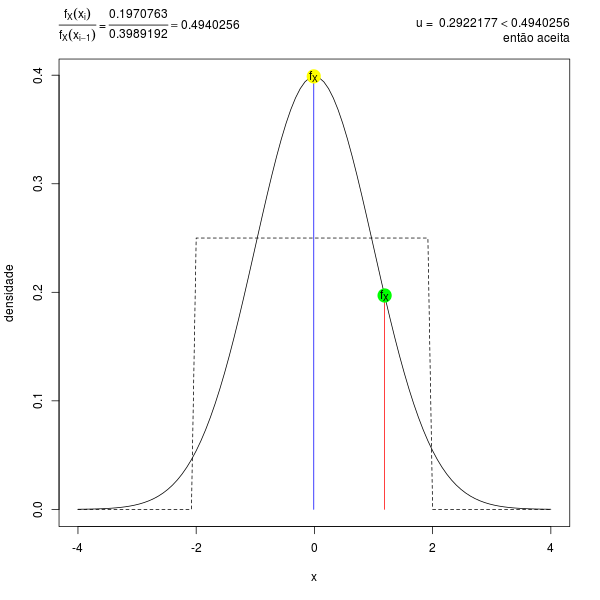 fX(xi) / fX(xi−1) = 0.1970763 / 0.3989192 = 0.4940256
u = 0.2922177 < 0.4940256
então aceita
densidade
0.4
0.3
0.2
0.1
0.0
fX
fX
-4 -2 0 2 4
x